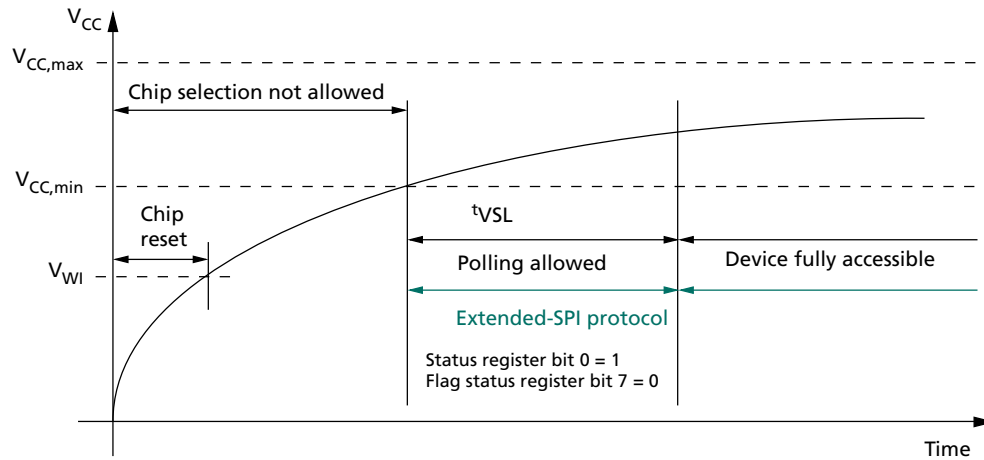 VCC
VCC,max
Chip selection not allowed
VCC,min
Chip
reset
tVSL
VWI
Polling allowed
Device fully accessible
Extended-SPI protocol
Status register bit 0 = 1
Flag status register bit 7 = 0
Time